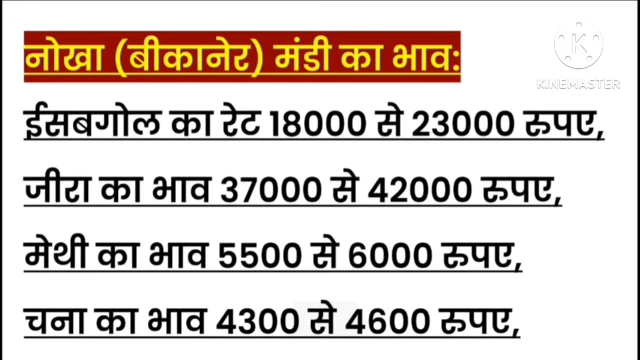 नोखा (बीकानेर) मंडी का भाव:
KINEMASTER
ईसबगोल का रेट 18000 से 23000 रुपए,
जीरा का भाव 37000 से 42000 रुपए,
मेथी का भाव 5500 से 6000 रुपए,
चना का भाव 4300 से 4600 रुपए,